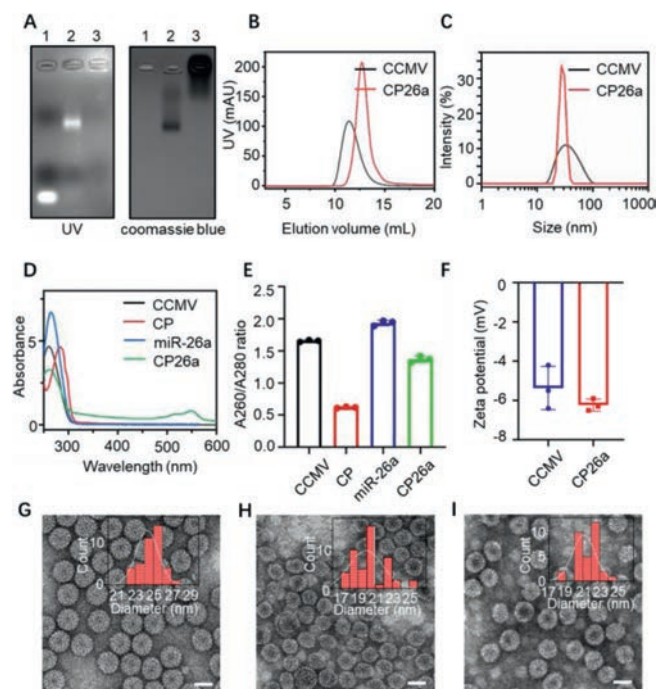 A
1 2 3
1 2 3
UV
coomassie blue
B
CCMV
CP26a
UV (mAU)
200
150
100
50
0
5 10 15 20
Elution volume (mL)
C
CCMV
CP26a
Intensity (%)
30
20
10
0
1 10 100 1000
Size (nm)
D
CCMV
CP
miR-26a
CP26a
Absorbance
5
0
300 400 500 600
Wavelength (nm)
E
A260/A280 ratio
2.5
2.0
1.5
1.0
0.5
0.0
CCMV
CP
miR-26a
CP26a
F
Zeta potential (mV)
0
-2
-4
-6
-8
CCMV
CP26a
G
Count
10
0
21 23 25 27 29
Diameter (nm)
H
Count
10
0
17 19 21 23 25
Diameter (nm)
I
Count
10
5
0
17 19 21 23 25
Diameter (nm)